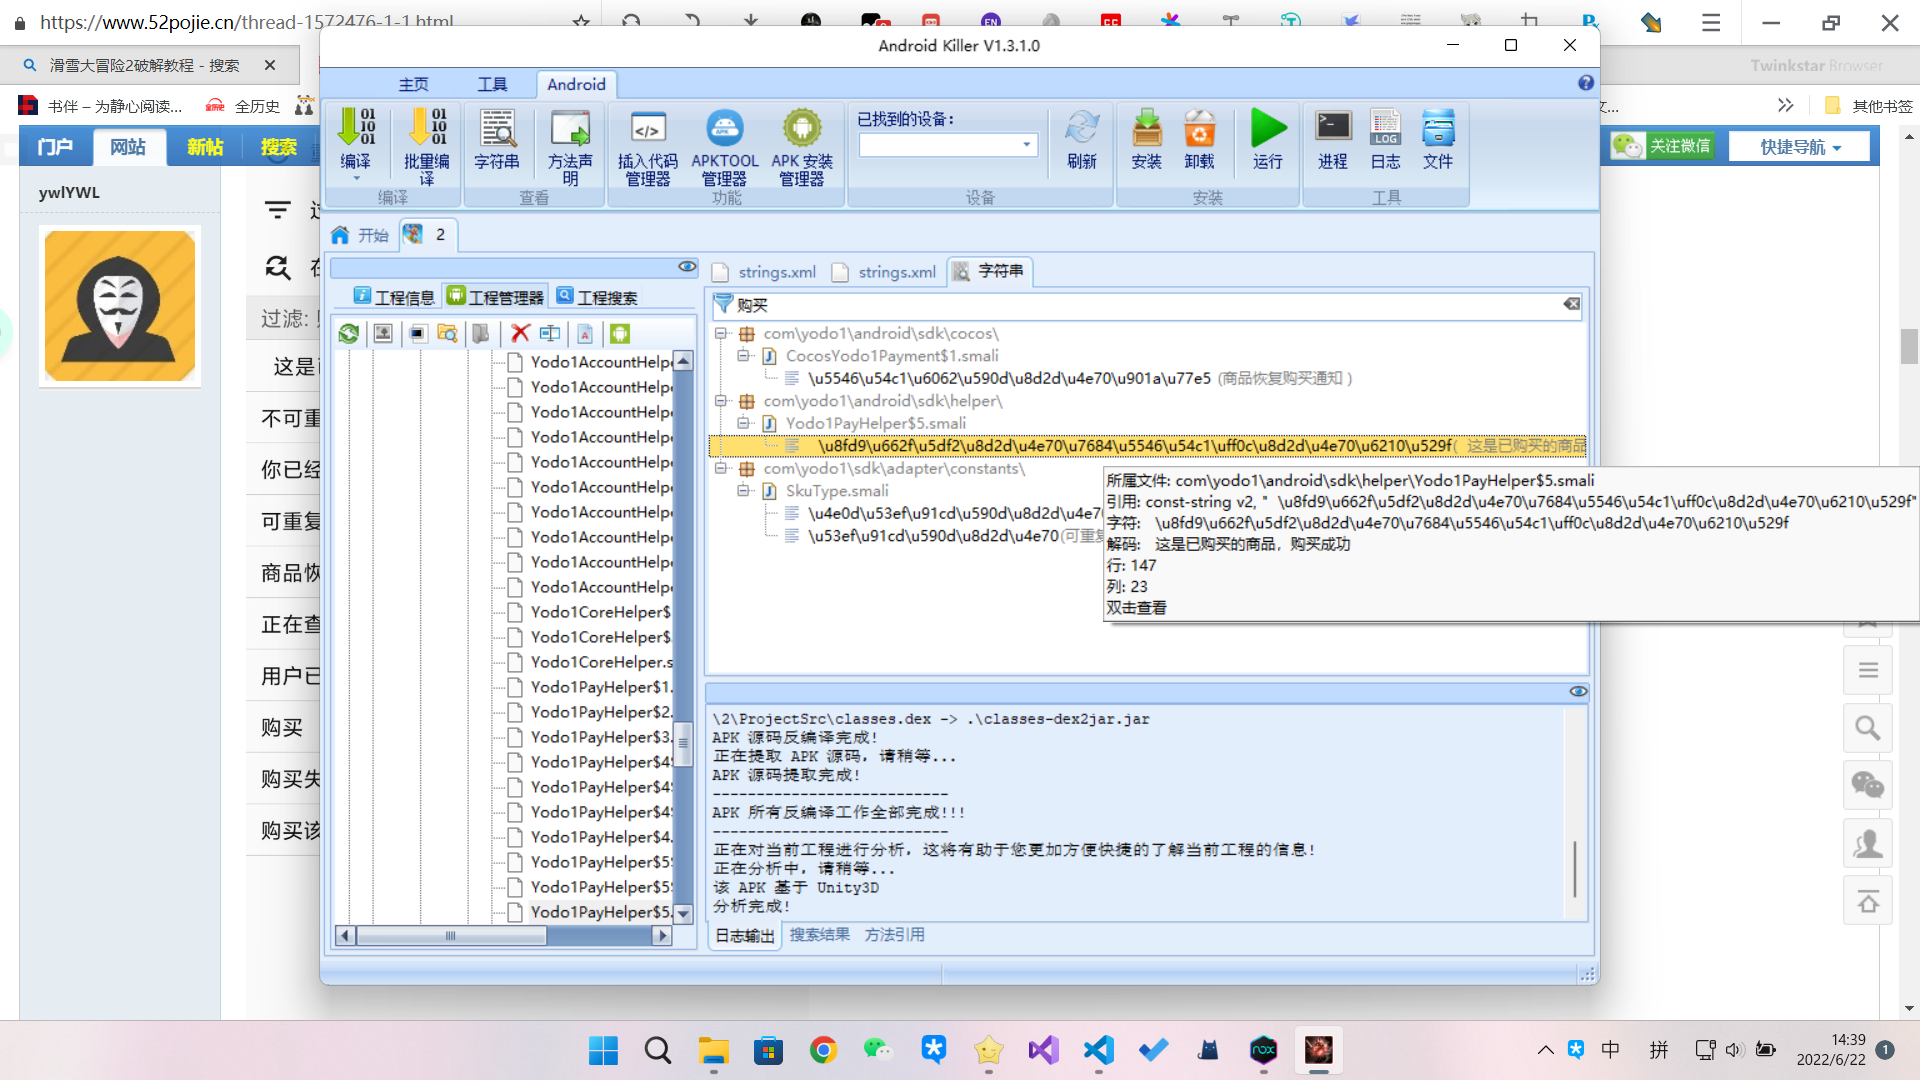 https://www.52pojie.cn/thread-1572476-1-1.html
Android Killer V1.3.1.0
滑雪大冒险2破解教程 - 搜索
Twinkstar Browser
主页
工具
Android
书伴 – 为静心阅读...
全历史
其他书签
编译
批量编译
字符串
方法声明
插入代码管理器
APKTOOL 管理器
APK 安装管理器
已找到的设备：
刷新
安装
卸载
运行
进程
日志
文件
编译
查看
功能
设备
安装
工具
门户
网站
新帖
搜索
关注微信
快捷导航
ywlYWL
开始
2
工程信息
工程管理器
工程搜索
strings.xml
strings.xml
字符串
购买
com\yodo1\android\sdk\cocos\
CocosYodo1Payment$1.smali
\u5546\u54c1\u6062\u590d\u8d2d\u4e70\u901a\u77e5 (商品恢复购买通知 )
com\yodo1\android\sdk\helper\
Yodo1PayHelper$5.smali
\u8fd9\u662f\u5df2\u8d2d\u4e70\u7684\u5546\u54c1\uff0c\u8d2d\u4e70\u6210\u529f( 这是已购买的商品
com\yodo1\sdk\adapter\constants\
SkuType.smali
\u4e0d\u53ef\u91cd\u590d\u8d2d\u4e70
\u53ef\u91cd\u590d\u8d2d\u4e70(可重复
所属文件: com\yodo1\android\sdk\helper\Yodo1PayHelper$5.smali
引用: const-string v2, " \u8fd9\u662f\u5df2\u8d2d\u4e70\u7684\u5546\u54c1\uff0c\u8d2d\u4e70\u6210\u529f"
字符: \u8fd9\u662f\u5df2\u8d2d\u4e70\u7684\u5546\u54c1\uff0c\u8d2d\u4e70\u6210\u529f
解码: 这是已购买的商品，购买成功
行: 147
列: 23
双击查看
Yodo1AccountHelpe
Yodo1AccountHelpe
Yodo1AccountHelpe
Yodo1AccountHelpe
Yodo1AccountHelpe
Yodo1AccountHelpe
Yodo1AccountHelpe
Yodo1AccountHelpe
Yodo1AccountHelpe
Yodo1AccountHelpe
Yodo1CoreHelper$
Yodo1CoreHelper$
Yodo1CoreHelper.s
Yodo1PayHelper$1.
Yodo1PayHelper$2.
Yodo1PayHelper$3.
Yodo1PayHelper$4$
Yodo1PayHelper$4$
Yodo1PayHelper$4$
Yodo1PayHelper$4.
Yodo1PayHelper$5$
Yodo1PayHelper$5$
Yodo1PayHelper$5.
过滤:
这是
不可重
你已经
可重复
商品恢
正在查
用户已
购买
购买失
购买该
\2\ProjectSrc\classes.dex -> .\classes-dex2jar.jar
APK 源码反编译完成!
正在提取 APK 源码，请稍等...
APK 源码提取完成!
--------------------------
APK 所有反编译工作全部完成!!!
--------------------------
正在对当前工程进行分析，这将有助于您更加方便快捷的了解当前工程的信息!
正在分析中，请稍等...
该 APK 基于 Unity3D
分析完成!
日志输出
搜索结果
方法引用
中
拼
14:39
2022/6/22
1